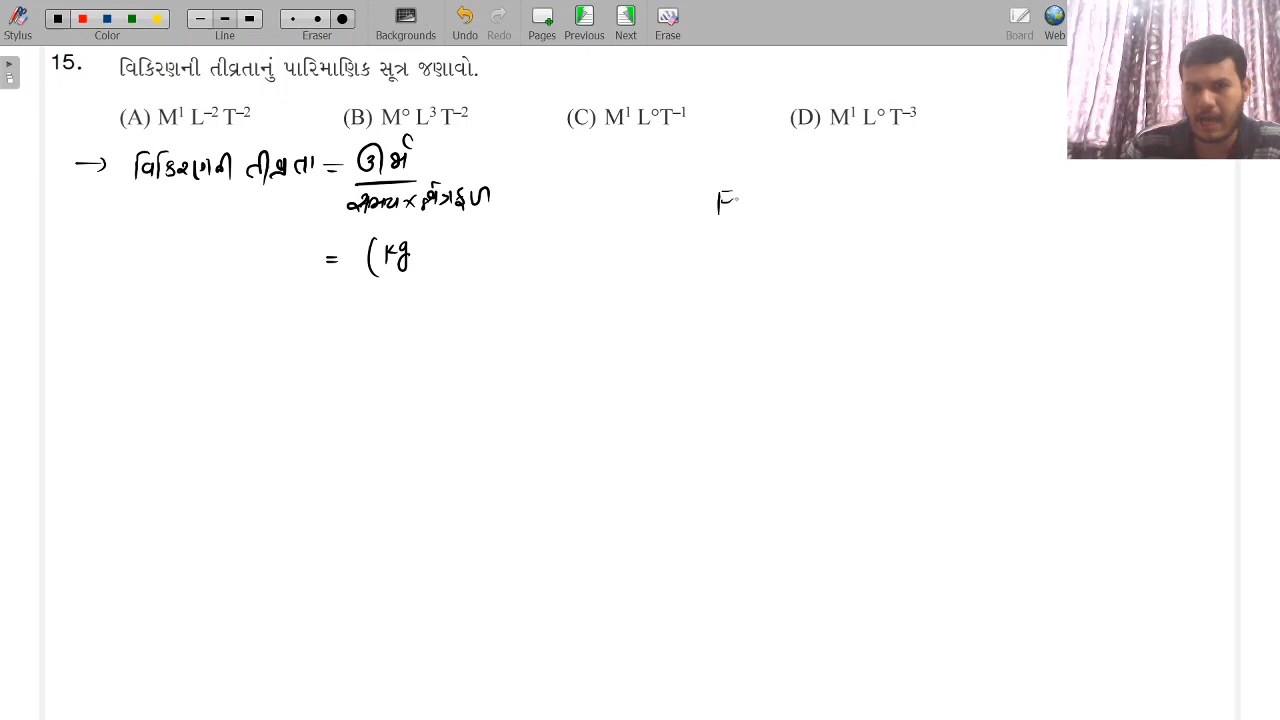 Stylus Color Line Eraser Backgrounds Undo Redo Pages Previous Next Erase Board Web
15. વિકિરણની તીવ્રતાનું પારિમાણિક સૂત્ર જણાવો.
(A) M¹ L⁻² T⁻² (B) M° L³ T⁻² (C) M¹ L°T⁻¹ (D) M¹ L° T⁻³
→ વિકિરણની તીવ્રતા = ઊર્જા
સમય × ક્ષેત્રફળ
F
= (kg